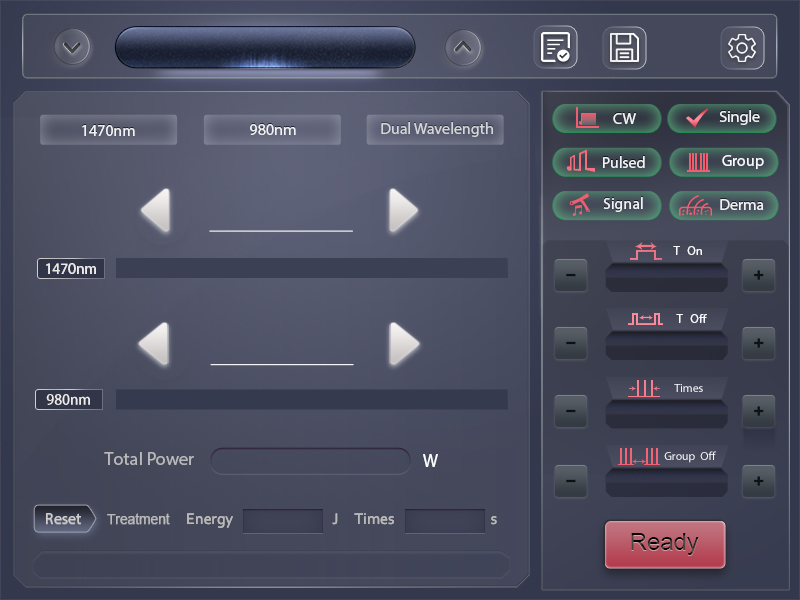 1470nm
980nm
Dual Wavelength
1470nm
980nm
Total Power W
Reset Treatment Energy J Times s
CW
Single
Pulsed
Group
Signal
Derma
T On
- +
T Off
- +
Times
- +
Group Off
- +
Ready